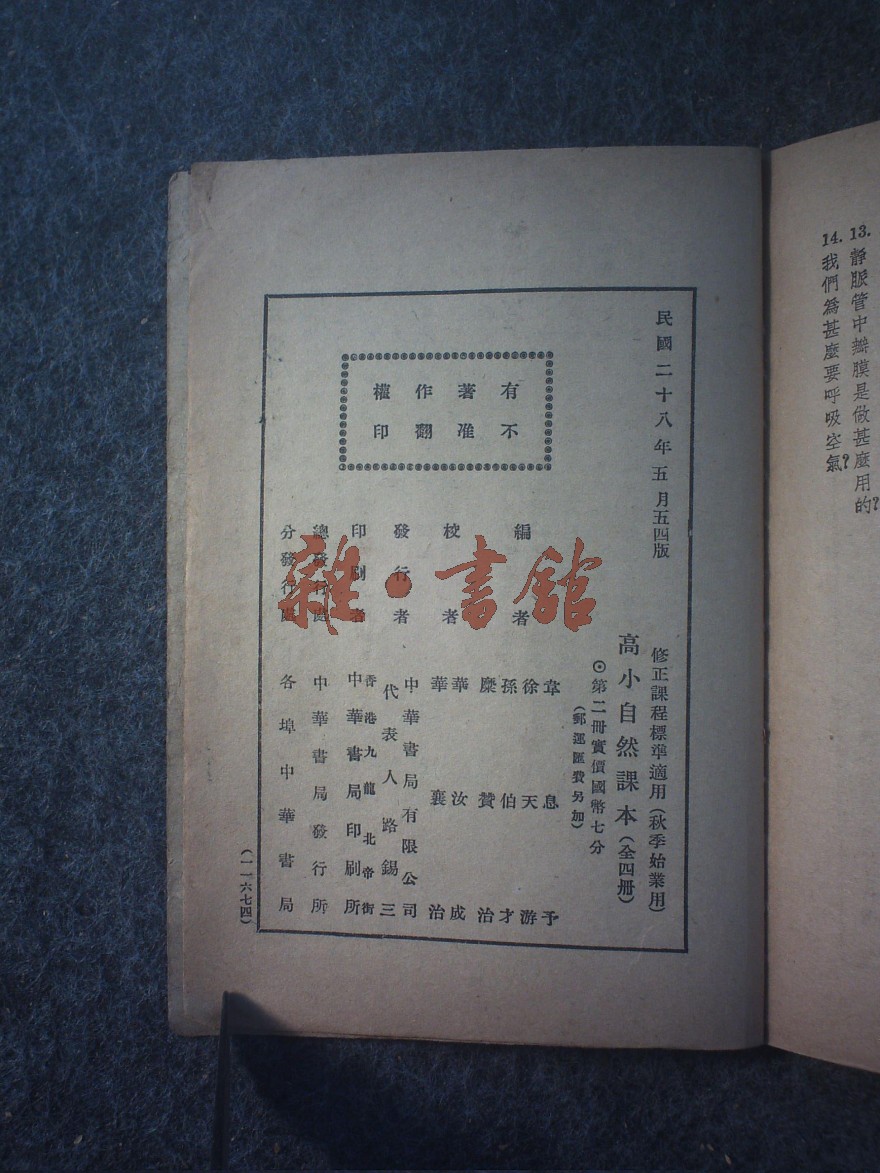 13. 靜脈管中瓣膜是做甚麼用的?
14. 我們爲甚麼要呼吸空氣?
民國二十八年五月五四版
修正課程標準適用(秋季始業用)
高小自然課本(全四册)
⊙第二冊實價國幣七分
(郵運匯費另加)
有著作權
不准翻印
編者
韋息予
徐天游
孫伯才
糜贊治
校者
華汝成
華襄治
發行者
中華書局有限公司
代表人路錫三
印刷者
香港九龍北帝街
中華書局印刷所
總發行處
中華書局發行所
分發行處
各埠中華書局
(一一六七四)
雜·書館